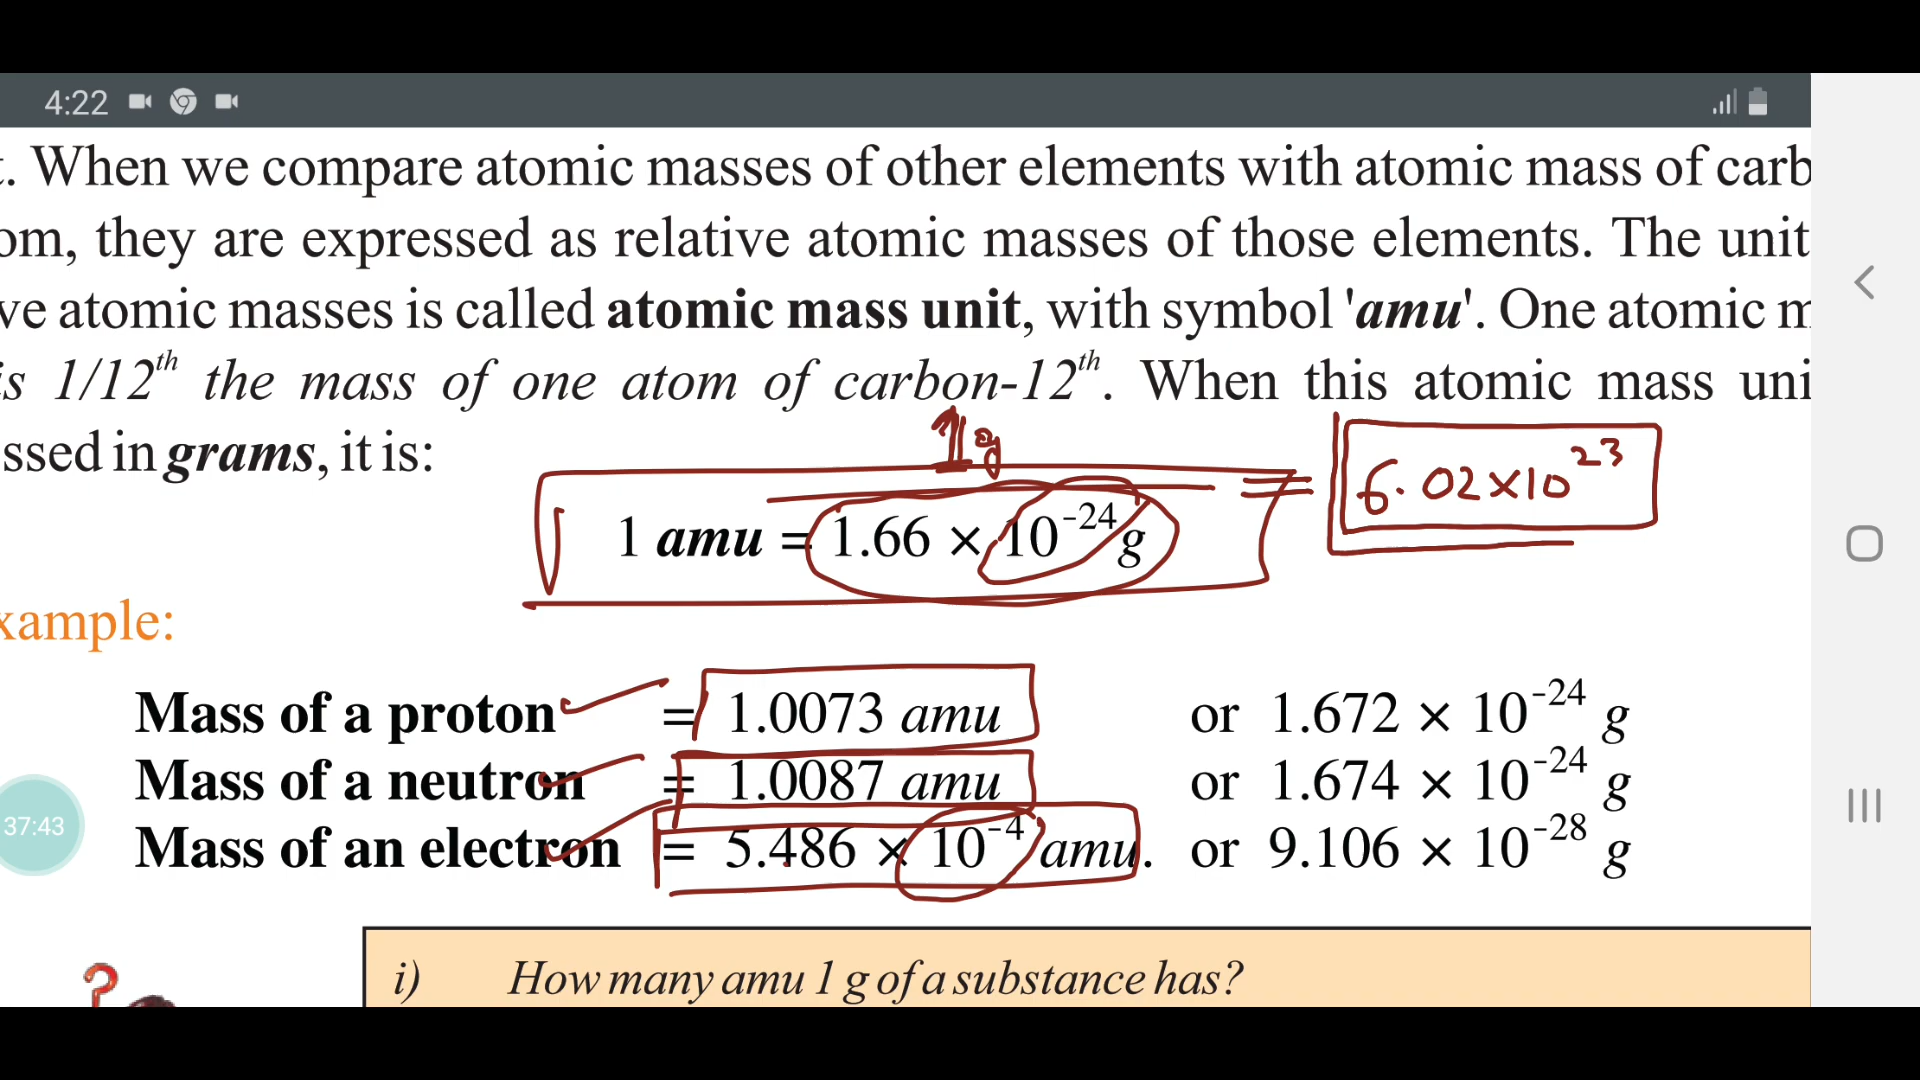 4:22
. When we compare atomic masses of other elements with atomic mass of carb
om, they are expressed as relative atomic masses of those elements. The unit
ve atomic masses is called atomic mass unit, with symbol 'amu'. One atomic m
is 1/12th the mass of one atom of carbon-12th. When this atomic mass uni
ssed in grams, it is:
1 g
1 amu = 1.66 × 10⁻²⁴ g = 6.02×10²³
xample:
Mass of a proton = 1.0073 amu or 1.672 × 10⁻²⁴ g
Mass of a neutron = 1.0087 amu or 1.674 × 10⁻²⁴ g
Mass of an electron = 5.486 × 10⁻⁴ amu. or 9.106 × 10⁻²⁸ g
37:43
?
i) How many amu 1 g of a substance has?